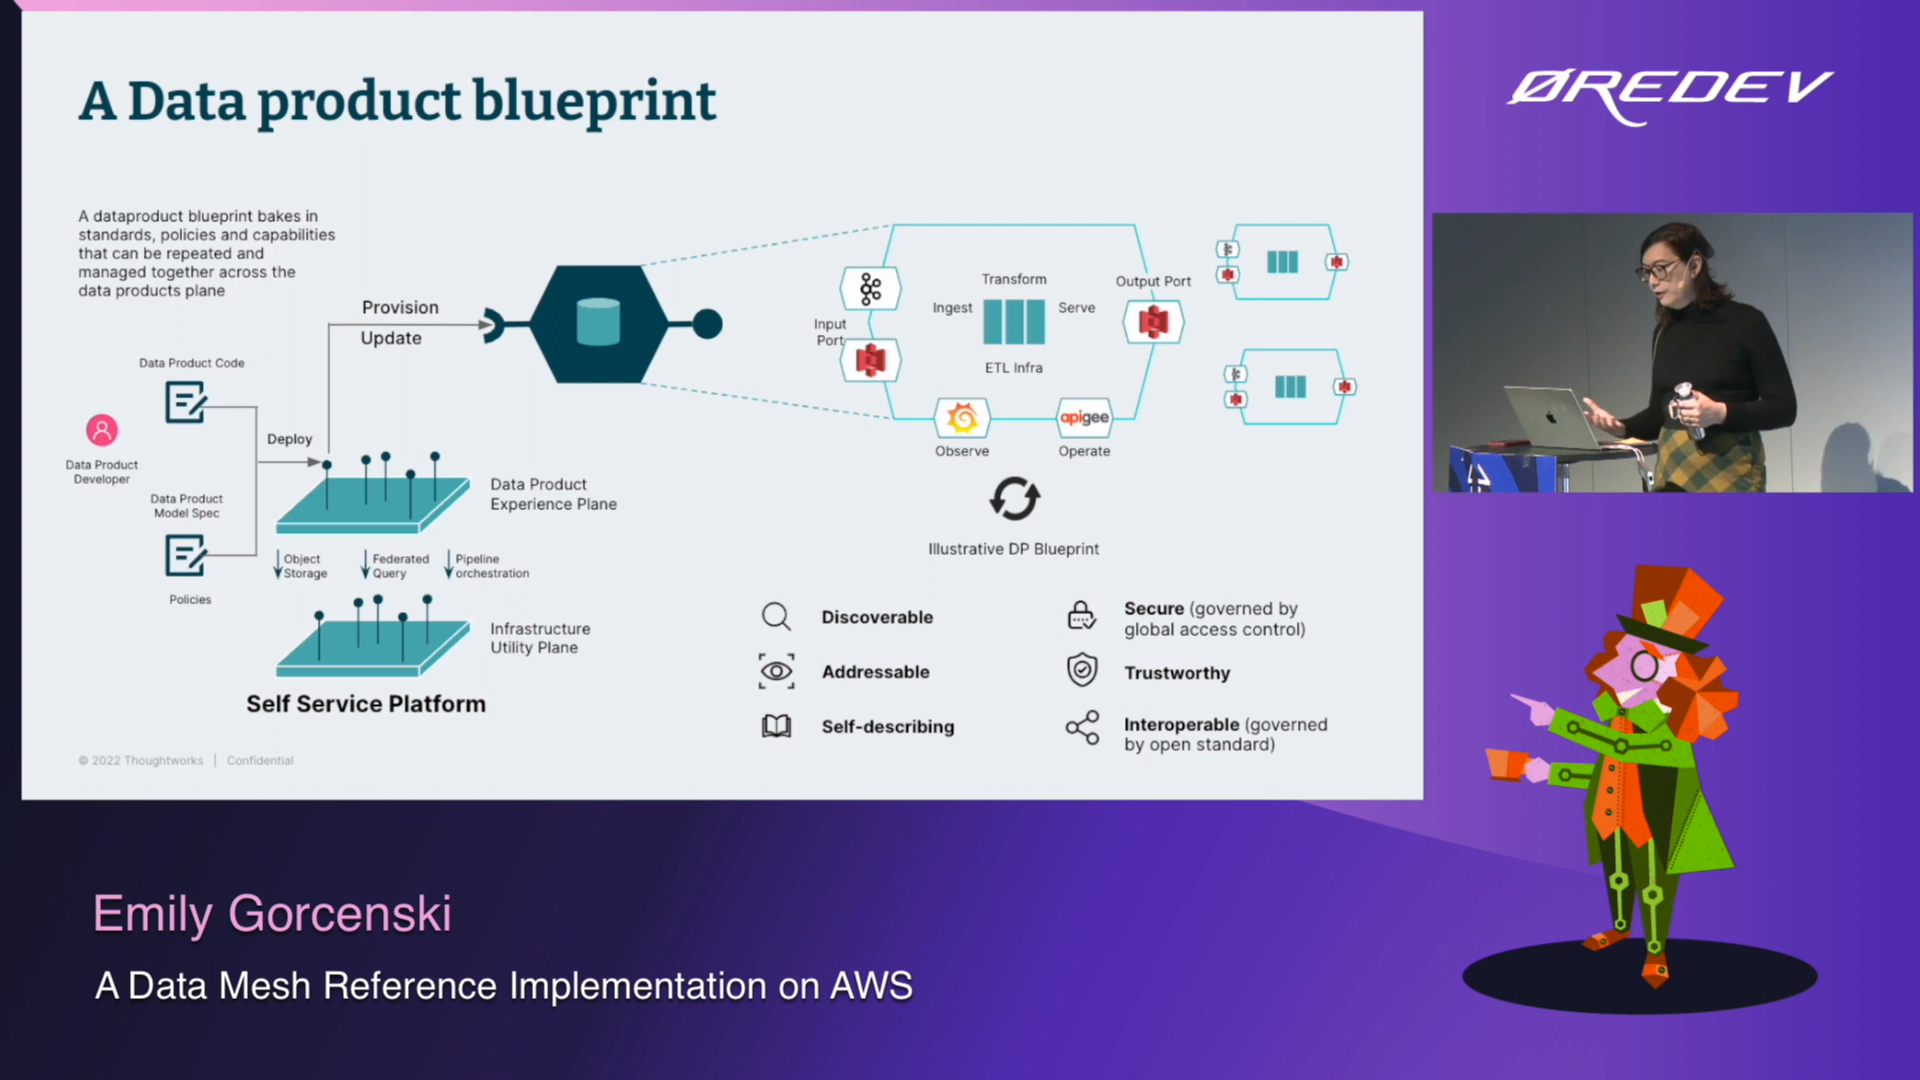 A Data product blueprint
ØREDEV
A dataproduct blueprint bakes in
standards, policies and capabilities
that can be repeated and
managed together across the
data products plane
Provision
Update
Data Product Code
Data Product
Developer
Deploy
Data Product
Model Spec
Policies
Data Product
Experience Plane
Object
Storage
Federated
Query
Pipeline
orchestration
Infrastructure
Utility Plane
Self Service Platform
Input
Port
Transform
Ingest
Serve
ETL Infra
Output Port
apigee
Observe
Operate
Illustrative DP Blueprint
Discoverable
Addressable
Self-describing
Secure (governed by
global access control)
Trustworthy
Interoperable (governed
by open standard)
© 2022 Thoughtworks | Confidential
Emily Gorcenski
A Data Mesh Reference Implementation on AWS